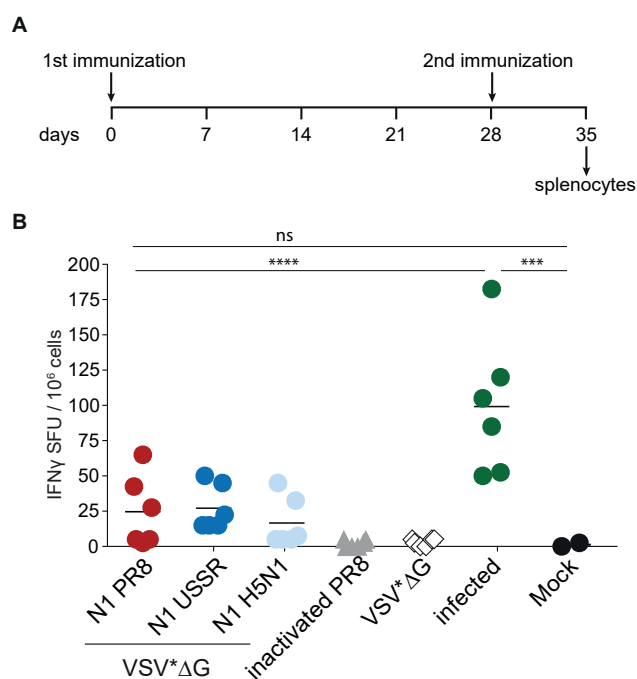 A
1st immunization
2nd immunization
days
0 7 14 21 28 35
splenocytes
B
ns
**** ***
IFNγ SFU / 10⁶ cells
200
175
150
125
100
75
50
25
0
N1 PR8
N1 USSR
N1 H5N1
inactivated PR8
VSV*ΔG
infected
Mock
VSV*ΔG